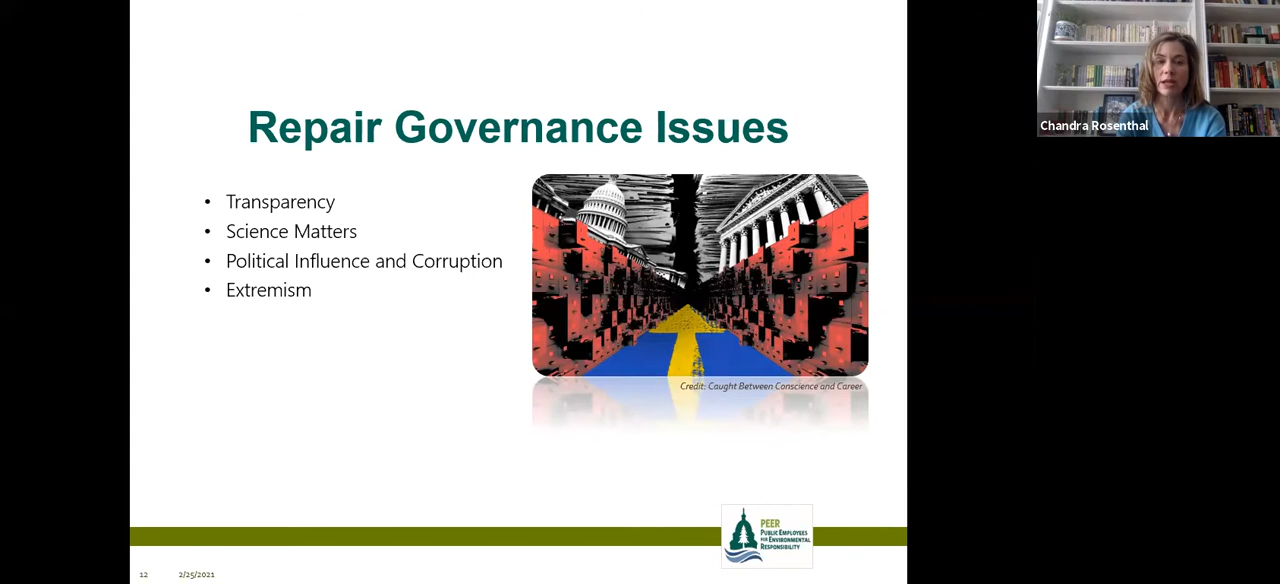 Repair Governance Issues
• Transparency
• Science Matters
• Political Influence and Corruption
• Extremism
Credit: Caught Between Conscience and Career
PEER
Public Employees
for Environmental
Responsibility
12 2/25/2021
Chandra Rosenthal